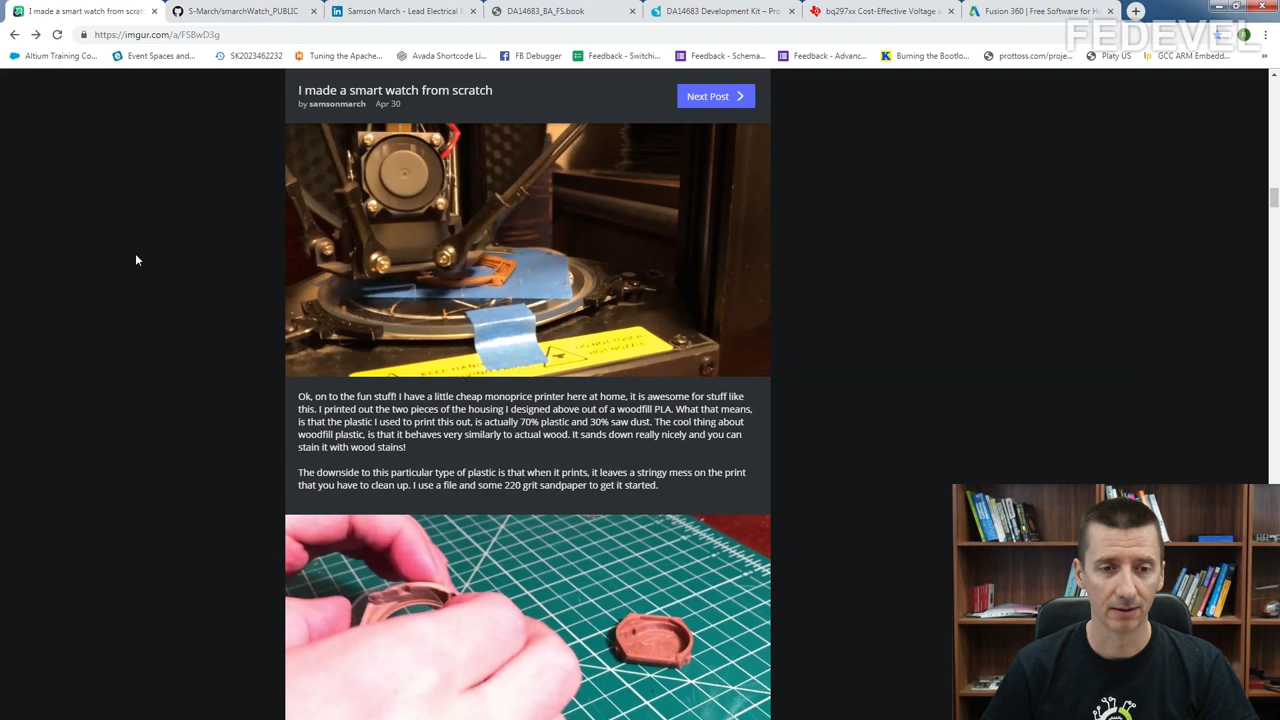 I made a smart watch from scra
S-March/smarchWatch_PUBLIC
Samson March - Lead Electrical E
DA14683_BA_FS.book
DA14683 Development Kit – Pro
bq297xx Cost-Effective Voltage
Fusion 360 | Free Software for H
https://imgur.com/a/FSBwD3g
FEDEVEL
Altium Training Co...
Event Spaces and...
SK2023462232
Tuning the Apache...
Avada Shortcode Li...
FB Debugger
Feedback - Switchi...
Feedback - Schema...
Feedback - Advanc...
Burning the Bootlo...
prottoss.com/proje...
Platy US
GCC ARM Embedd...
I made a smart watch from scratch
by samsonmarch Apr 30
Next Post
Ok, on to the fun stuff! I have a little cheap monoprice printer here at home, it is awesome for stuff like
this. I printed out the two pieces of the housing I designed above out of a woodfill PLA. What that means,
is that the plastic I used to print this out, is actually 70% plastic and 30% saw dust. The cool thing about
woodfill plastic, is that it behaves very similarly to actual wood. It sands down really nicely and you can
stain it with wood stains!
The downside to this particular type of plastic is that when it prints, it leaves a stringy mess on the print
that you have to clean up. I use a file and some 220 grit sandpaper to get it started.